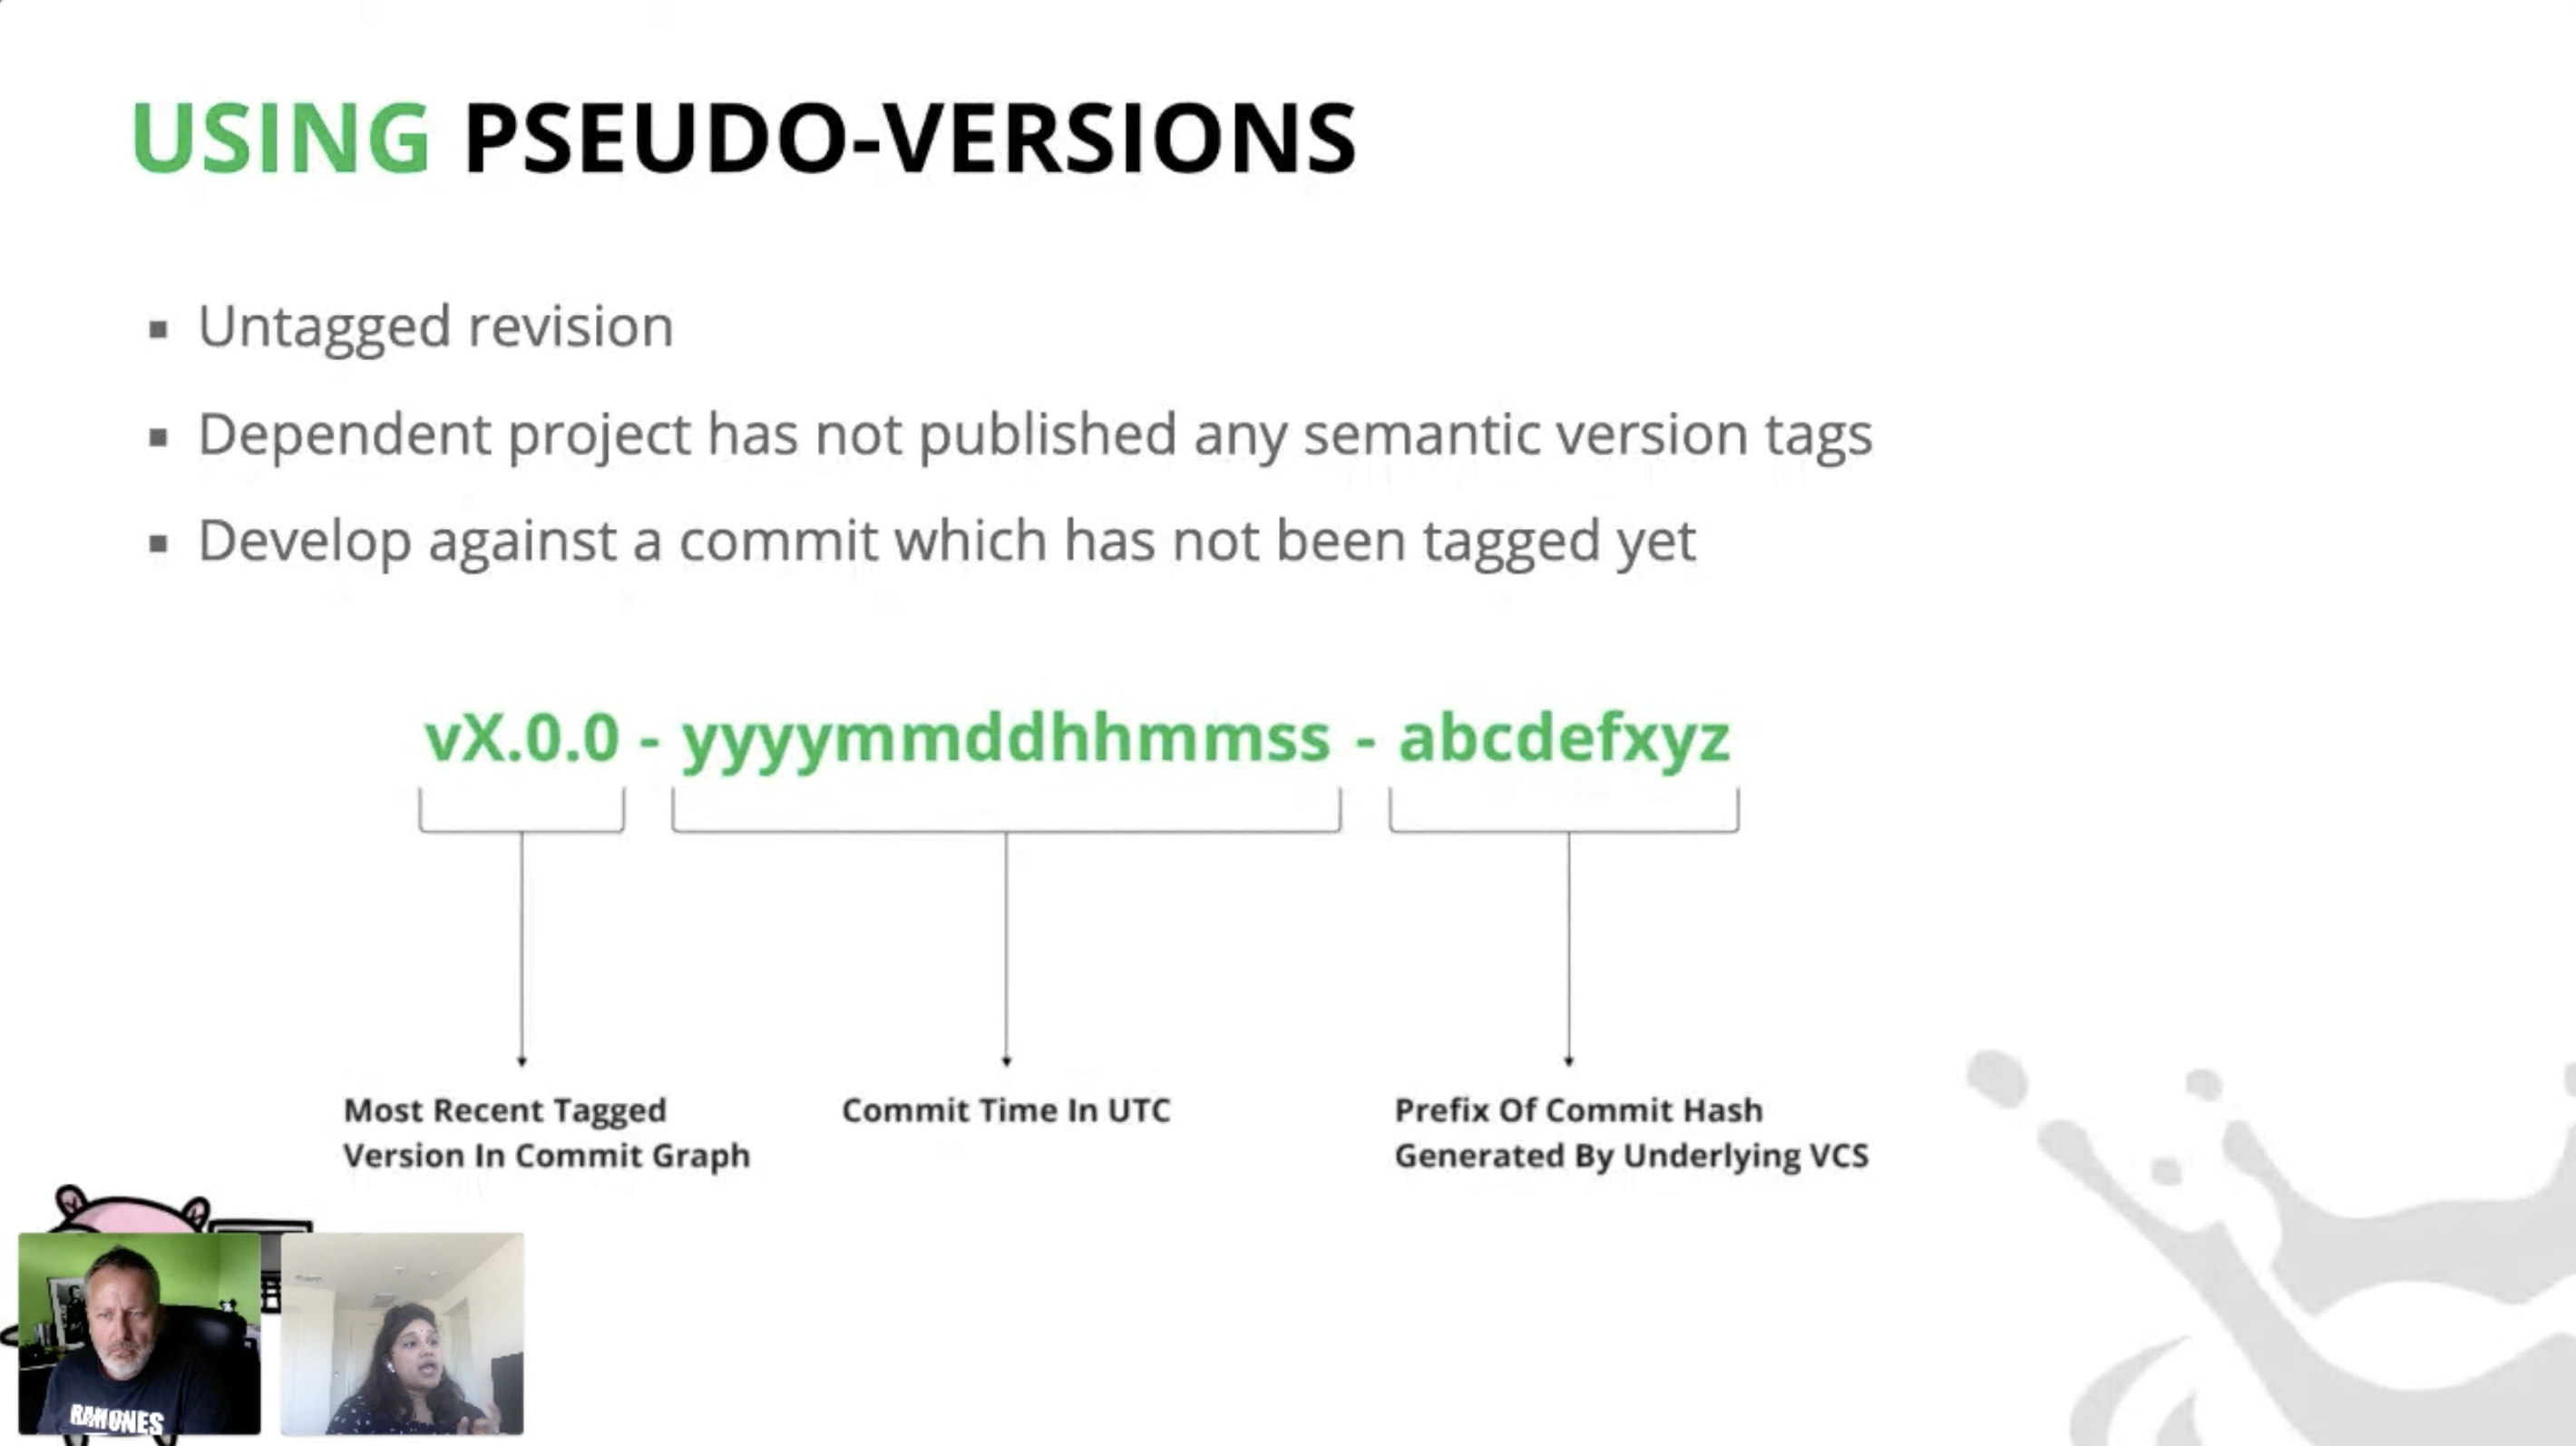 USING PSEUDO-VERSIONS
Untagged revision
Dependent project has not published any semantic version tags
Develop against a commit which has not been tagged yet
vX.0.0 - yyyymmddhhmmss - abcdefxyz
Most Recent Tagged
Version In Commit Graph
Commit Time In UTC
Prefix Of Commit Hash
Generated By Underlying VCS
RAMONES